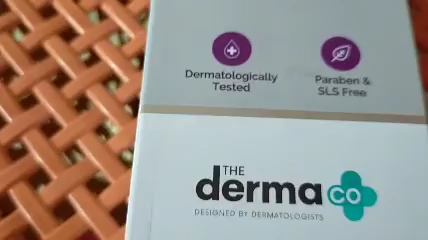 Dermatologically
Tested
Paraben &
SLS Free
THE
derma co
DESIGNED BY DERMATOLOGISTS